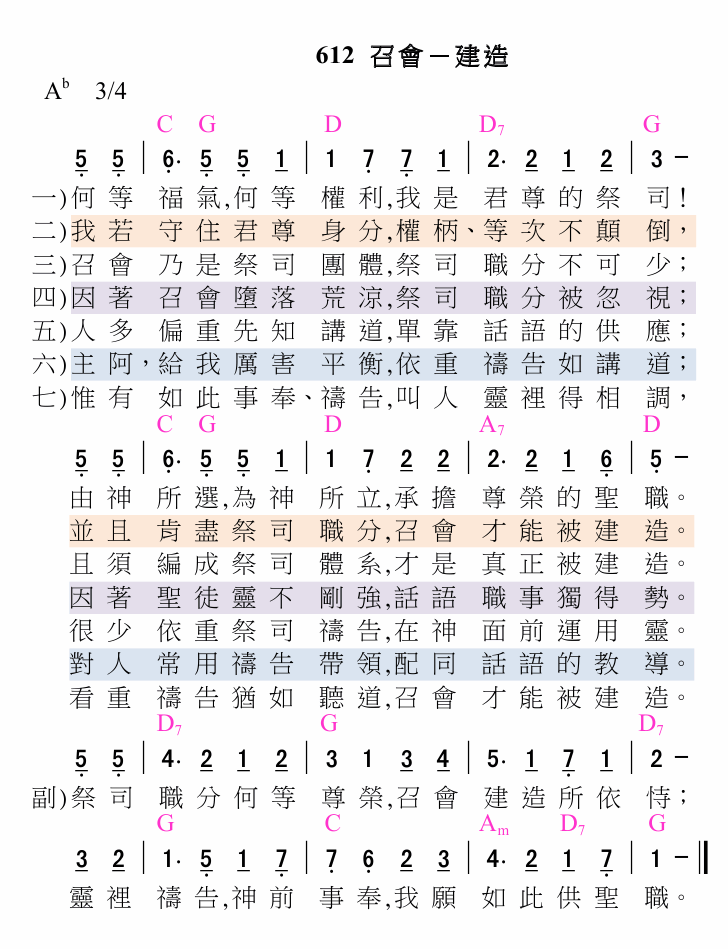 612 召會－建造
A♭ 3/4
C G D D7 G
5 5 | 6· 5 5 1 | 1 7 7 1 | 2· 2 1 2 | 3 －
一)何等 福氣,何等 權利,我是 君尊的祭 司!
二)我若 守住君尊 身分,權柄、等次不顛 倒，
三)召會 乃是祭司 團體,祭司 職分不可 少；
四)因著 召會墮落 荒涼,祭司 職分被忽 視；
五)人多 偏重先知 講道,單靠 話語的供 應；
六)主阿，給我厲害 平衡,依重 禱告如講 道；
七)惟有 如此事奉、禱告,叫人 靈裡得相 調，
C G D A7 D
5 5 | 6· 5 5 1 | 1 7 2 2 | 2· 2 1 6 | 5 －
由神 所選,為神 所立,承擔 尊榮的聖 職。
並且 肯盡祭司 職分,召會 才能被建 造。
且須 編成祭司 體系,才是 真正被建 造。
因著 聖徒靈不 剛強,話語 職事獨得 勢。
很少 依重祭司 禱告,在神 面前運用 靈。
對人 常用禱告 帶領,配同 話語的教 導。
看重 禱告猶如 聽道,召會 才能被建 造。
D7 G D7
5 5 | 4· 2 1 2 | 3 1 3 4 | 5· 1 7 1 | 2 －
副)祭司 職分何等 尊榮,召會 建造所依 恃；
G C Am D7 G
3 2 | 1· 5 1 7 | 7 6 2 3 | 4· 2 1 7 | 1 －
靈裡 禱告,神前 事奉,我願 如此供聖 職。